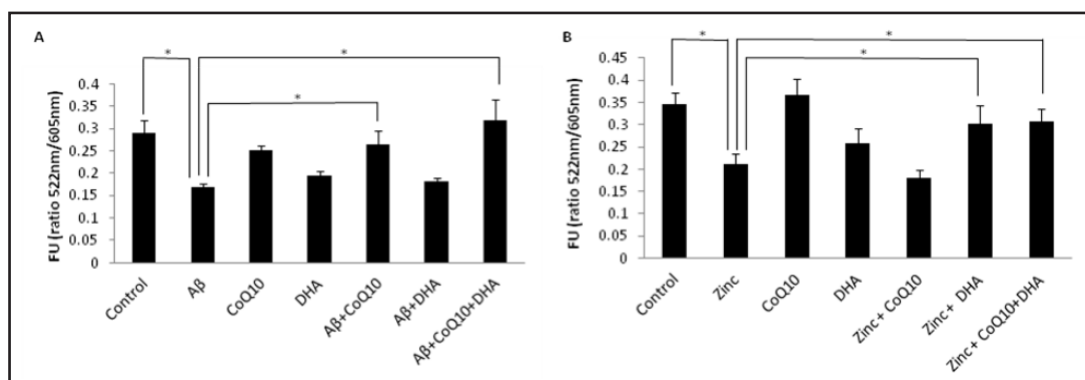 A
*
*
*
FU (ratio 522nm/605nm)
0.4
0.35
0.3
0.25
0.2
0.15
0.1
0.05
0
Control
Aβ
CoQ10
DHA
Aβ+CoQ10
Aβ+DHA
Aβ+CoQ10+DHA
B
*
*
*
FU (ratio 522nm/605nm)
0.45
0.4
0.35
0.3
0.25
0.2
0.15
0.1
0.05
0
Control
Zinc
CoQ10
DHA
Zinc+ CoQ10
Zinc+ DHA
Zinc+ CoQ10+DHA